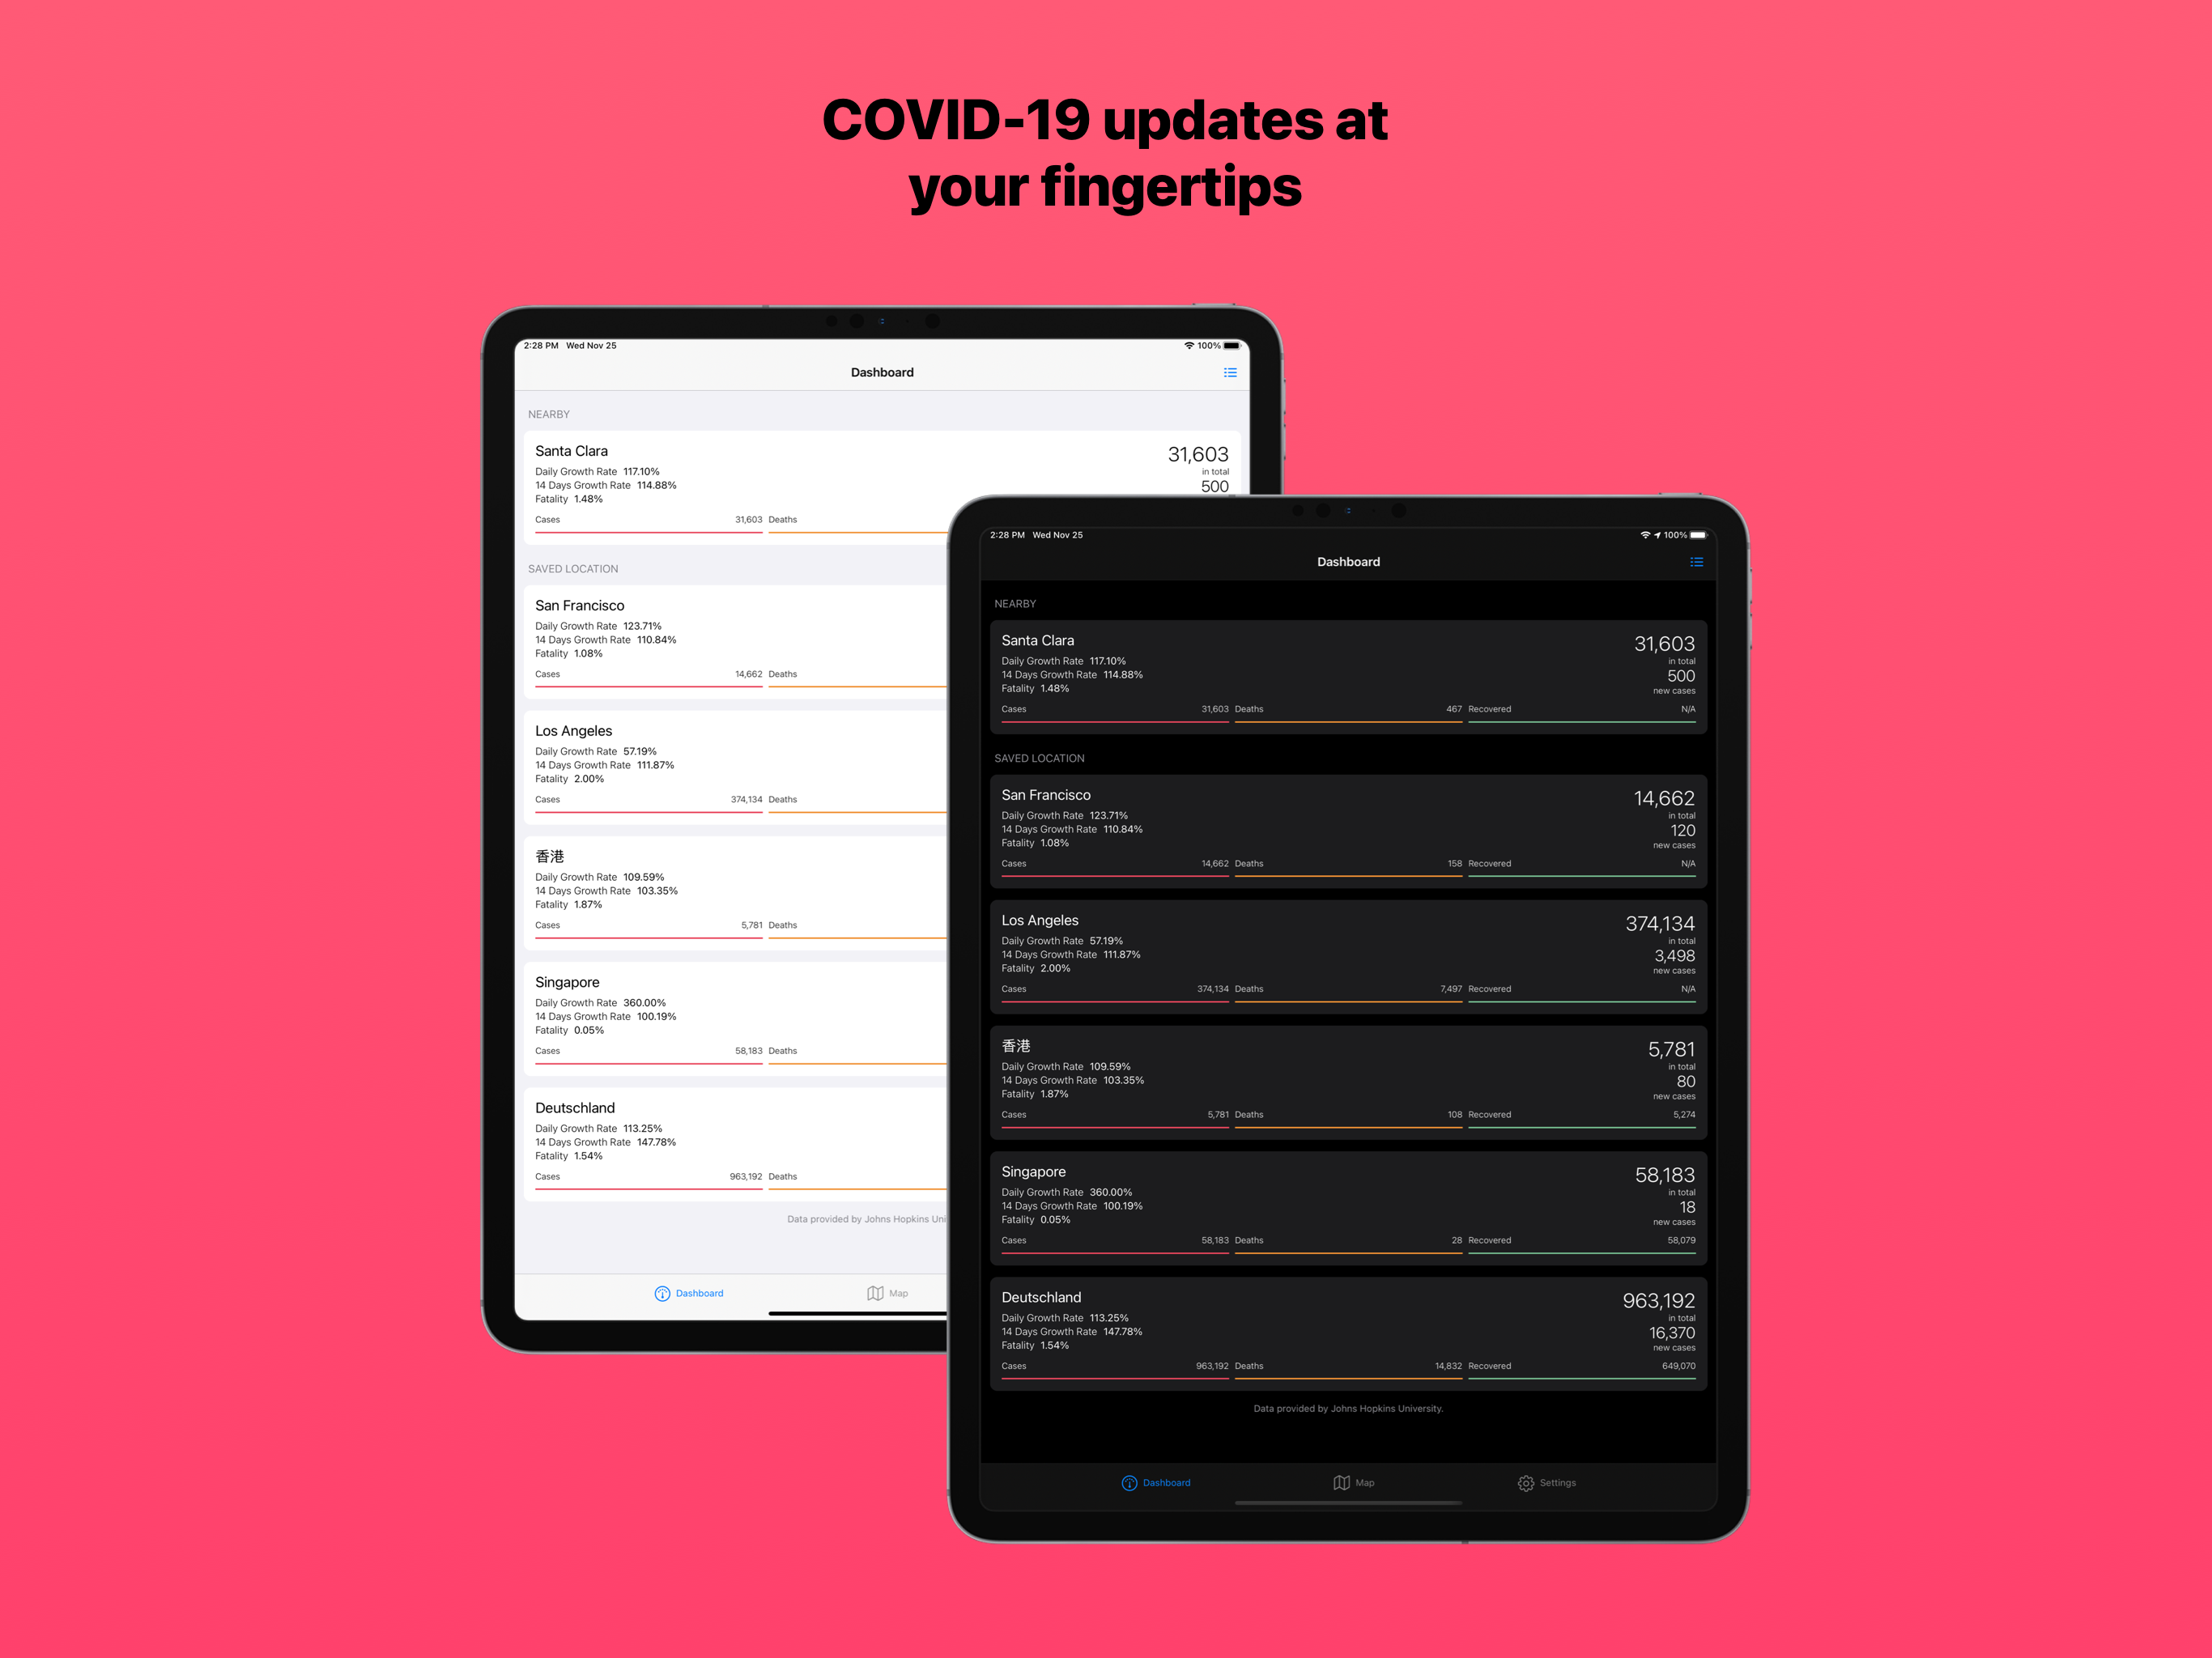 COVID-19 updates at
your fingertips
2:28 PM Wed Nov 25
100%
Dashboard
NEARBY
Santa Clara
31,603
Daily Growth Rate 117.10%
in total
14 Days Growth Rate 114.88%
500
Fatality 1.48%
Cases 31,603 Deaths
SAVED LOCATION
San Francisco
Daily Growth Rate 123.71%
14 Days Growth Rate 110.84%
Fatality 1.08%
Cases 14,662 Deaths
Los Angeles
Daily Growth Rate 57.19%
14 Days Growth Rate 111.87%
Fatality 2.00%
Cases 374,134 Deaths
香港
Daily Growth Rate 109.59%
14 Days Growth Rate 103.35%
Fatality 1.87%
Cases 5,781 Deaths
Singapore
Daily Growth Rate 360.00%
14 Days Growth Rate 100.19%
Fatality 0.05%
Cases 58,183 Deaths
Deutschland
Daily Growth Rate 113.25%
14 Days Growth Rate 147.78%
Fatality 1.54%
Cases 963,192 Deaths
Data provided by Johns Hopkins Uni
Dashboard Map
2:28 PM Wed Nov 25
100%
Dashboard
NEARBY
Santa Clara
31,603
Daily Growth Rate 117.10%
in total
14 Days Growth Rate 114.88%
500
Fatality 1.48%
new cases
Cases 31,603 Deaths 467 Recovered N/A
SAVED LOCATION
San Francisco
14,662
Daily Growth Rate 123.71%
in total
14 Days Growth Rate 110.84%
120
Fatality 1.08%
new cases
Cases 14,662 Deaths 158 Recovered N/A
Los Angeles
374,134
Daily Growth Rate 57.19%
in total
14 Days Growth Rate 111.87%
3,498
Fatality 2.00%
new cases
Cases 374,134 Deaths 7,497 Recovered N/A
香港
5,781
Daily Growth Rate 109.59%
in total
14 Days Growth Rate 103.35%
80
Fatality 1.87%
new cases
Cases 5,781 Deaths 108 Recovered 5,274
Singapore
58,183
Daily Growth Rate 360.00%
in total
14 Days Growth Rate 100.19%
18
Fatality 0.05%
new cases
Cases 58,183 Deaths 28 Recovered 58,079
Deutschland
963,192
Daily Growth Rate 113.25%
in total
14 Days Growth Rate 147.78%
16,370
Fatality 1.54%
new cases
Cases 963,192 Deaths 14,832 Recovered 649,070
Data provided by Johns Hopkins University.
Dashboard Map Settings